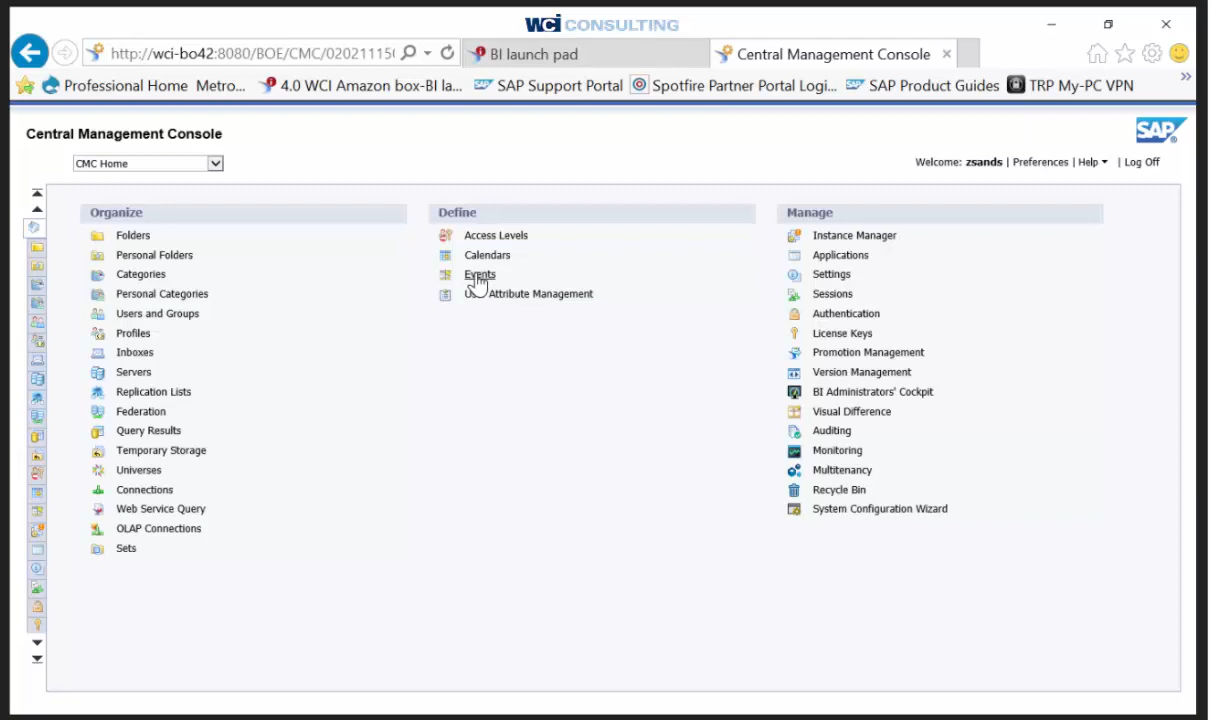 WCI CONSULTING
http://wci-bo42:8080/BOE/CMC/020211150
BI launch pad
Central Management Console
Professional Home Metro...
4.0 WCI Amazon box-BI la...
SAP Support Portal
Spotfire Partner Portal Logi...
SAP Product Guides
TRP My-PC VPN
Central Management Console
SAP
CMC Home
Welcome: zsands | Preferences | Help | Log Off
Organize
Folders
Personal Folders
Categories
Personal Categories
Users and Groups
Profiles
Inboxes
Servers
Replication Lists
Federation
Query Results
Temporary Storage
Universes
Connections
Web Service Query
OLAP Connections
Sets
Define
Access Levels
Calendars
Events
Attribute Management
Manage
Instance Manager
Applications
Settings
Sessions
Authentication
License Keys
Promotion Management
Version Management
BI Administrators' Cockpit
Visual Difference
Auditing
Monitoring
Multitenancy
Recycle Bin
System Configuration Wizard